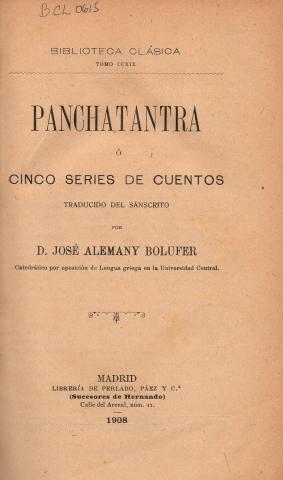 BCL 0615
BIBLIOTECA CLÁSICA
TOMO CCXIX
PANCHATANTRA
Ó
CINCO SERIES DE CUENTOS
TRADUCIDO DEL SÁNSCRITO
POR
D. JOSÉ ALEMANY BOLUFER
Catedrático por oposición de Lengua griega en la Universidad Central.
MADRID
LIBRERÍA DE PERLADO, PÁEZ Y C.ª
(Sucesores de Hernando)
Calle del Arenal, núm. 11.
1908